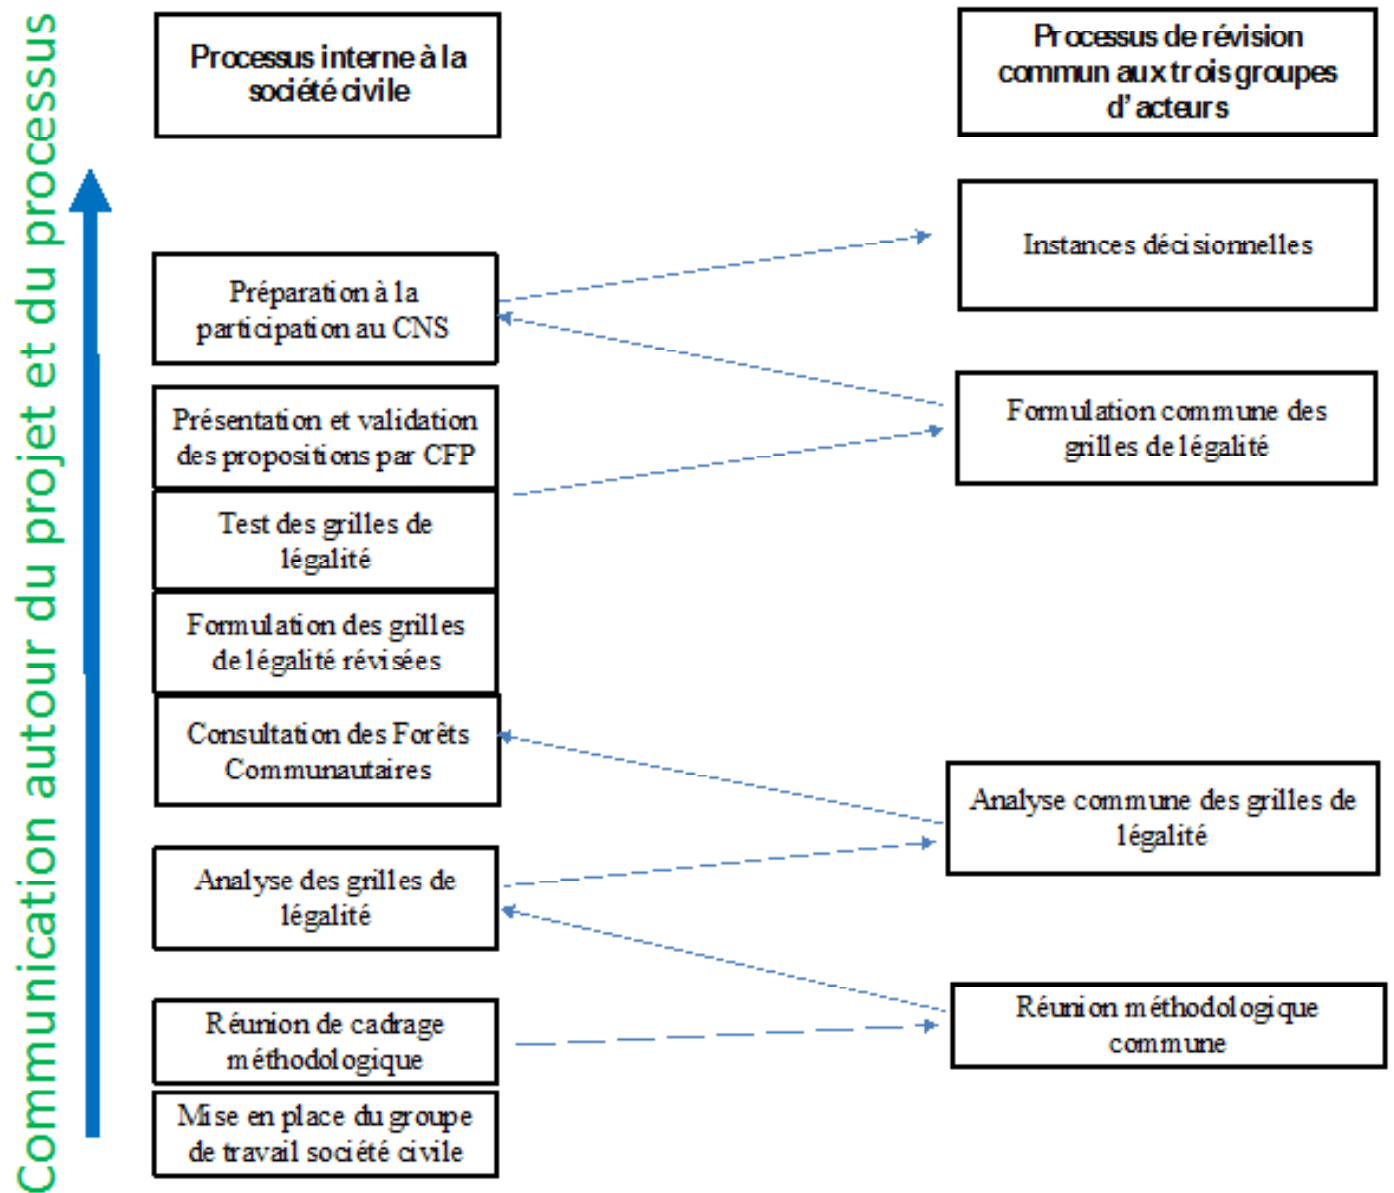 Communication autour du projet et du processus
Processus interne à la
société civile
Processus de révision
commun aux trois groupes
d’acteurs
Instances décisionnelles
Préparation à la
participation au CNS
Formulation commune des
grilles de légalité
Présentation et validation
des propositions par CFP
Test des grilles de
légalité
Formulation des grilles
de légalité révisées
Consultation des Forêts
Communautaires
Analyse commune des grilles de
légalité
Analyse des grilles de
légalité
Réunion méthodologique
commune
Réunion de cadrage
méthodologique
Mise en place du groupe
de travail société civile